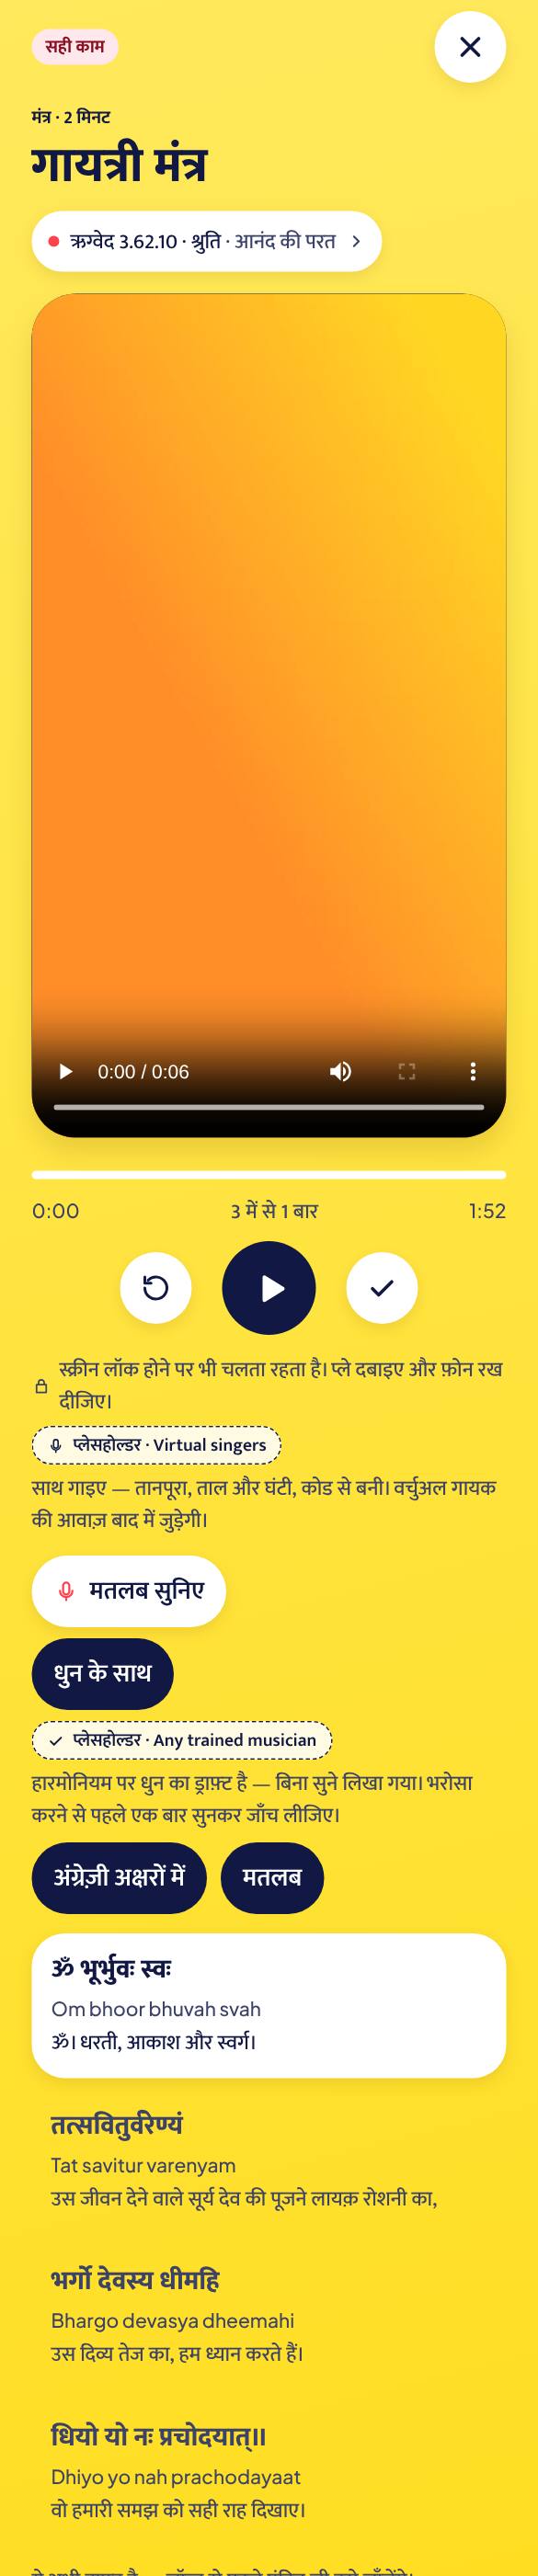 सही काम
मंत्र · 2 मिनट
गायत्री मंत्र
ऋग्वेद 3.62.10 · श्रुति · आनंद की परत
0:00 / 0:06
0:00 3 में से 1 बार 1:52
स्क्रीन लॉक होने पर भी चलता रहता है। प्ले दबाइए और फ़ोन रख
दीजिए।
प्लेसहोल्डर · Virtual singers
साथ गाइए — तानपूरा, ताल और घंटी, कोड से बनी। वर्चुअल गायक
की आवाज़ बाद में जुड़ेगी।
मतलब सुनिए
धुन के साथ
प्लेसहोल्डर · Any trained musician
हारमोनियम पर धुन का ड्राफ़्ट है — बिना सुने लिखा गया। भरोसा
करने से पहले एक बार सुनकर जाँच लीजिए।
अंग्रेज़ी अक्षरों में मतलब
ॐ भूर्भुवः स्वः
Om bhoor bhuvah svah
ॐ। धरती, आकाश और स्वर्ग।
तत्सवितुर्वरेण्यं
Tat savitur varenyam
उस जीवन देने वाले सूर्य देव की पूजने लायक़ रोशनी का,
भर्गो देवस्य धीमहि
Bhargo devasya dheemahi
उस दिव्य तेज का, हम ध्यान करते हैं।
धियो यो नः प्रचोदयात्॥
Dhiyo yo nah prachodayaat
वो हमारी समझ को सही राह दिखाए।